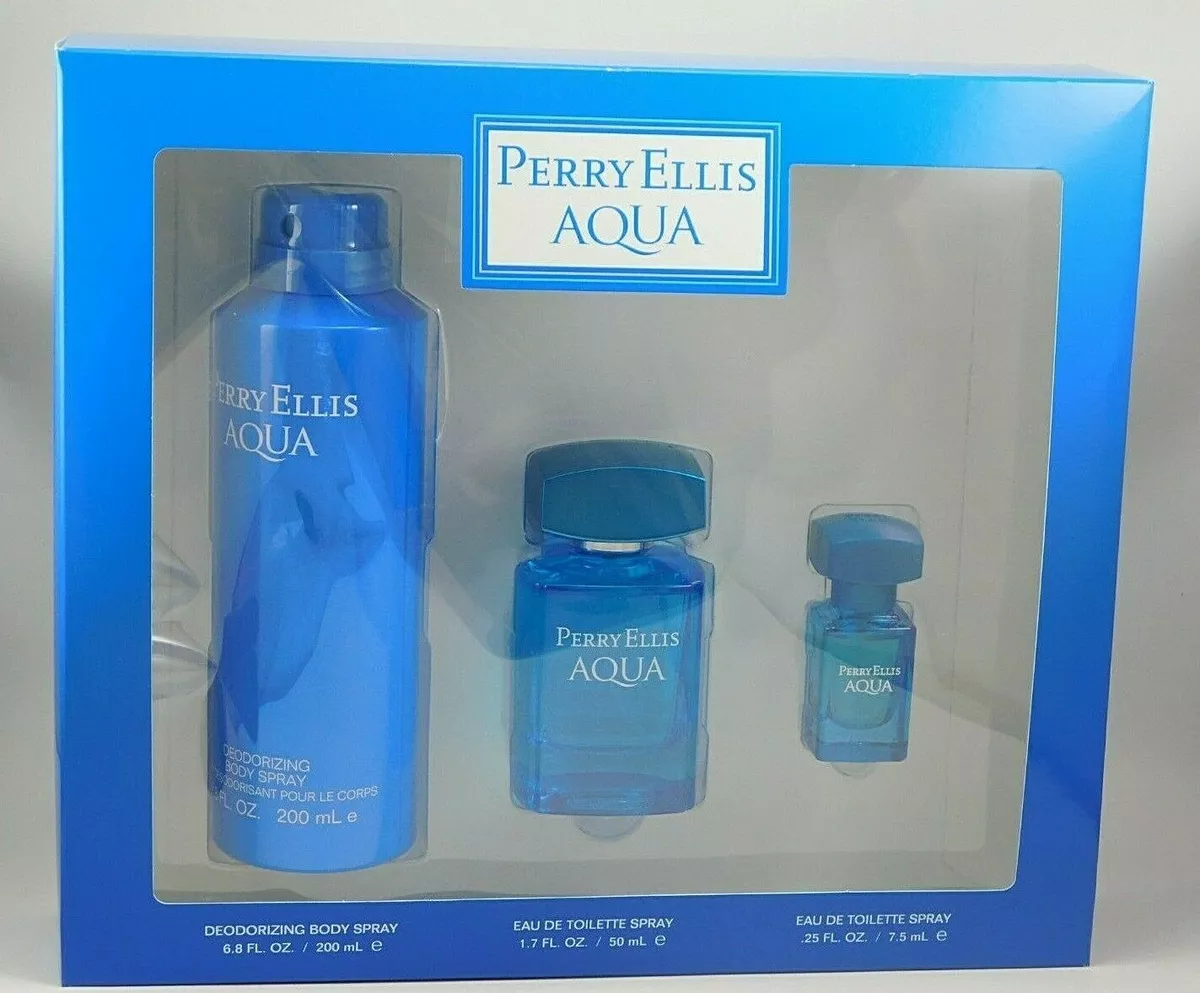 PERRY ELLIS
AQUA
PERRY ELLIS
AQUA
DEODORIZING
BODY SPRAY
POUR LE CORPS
FL. OZ. 200 mL e
PERRY ELLIS
AQUA
PERRY ELLIS
AQUA
DEODORIZING BODY SPRAY
6.8 FL. OZ. / 200 mL e
EAU DE TOILETTE SPRAY
1.7 FL. OZ. / 50 mL e
EAU DE TOILETTE SPRAY
.25 FL. OZ. / 7.5 mL e